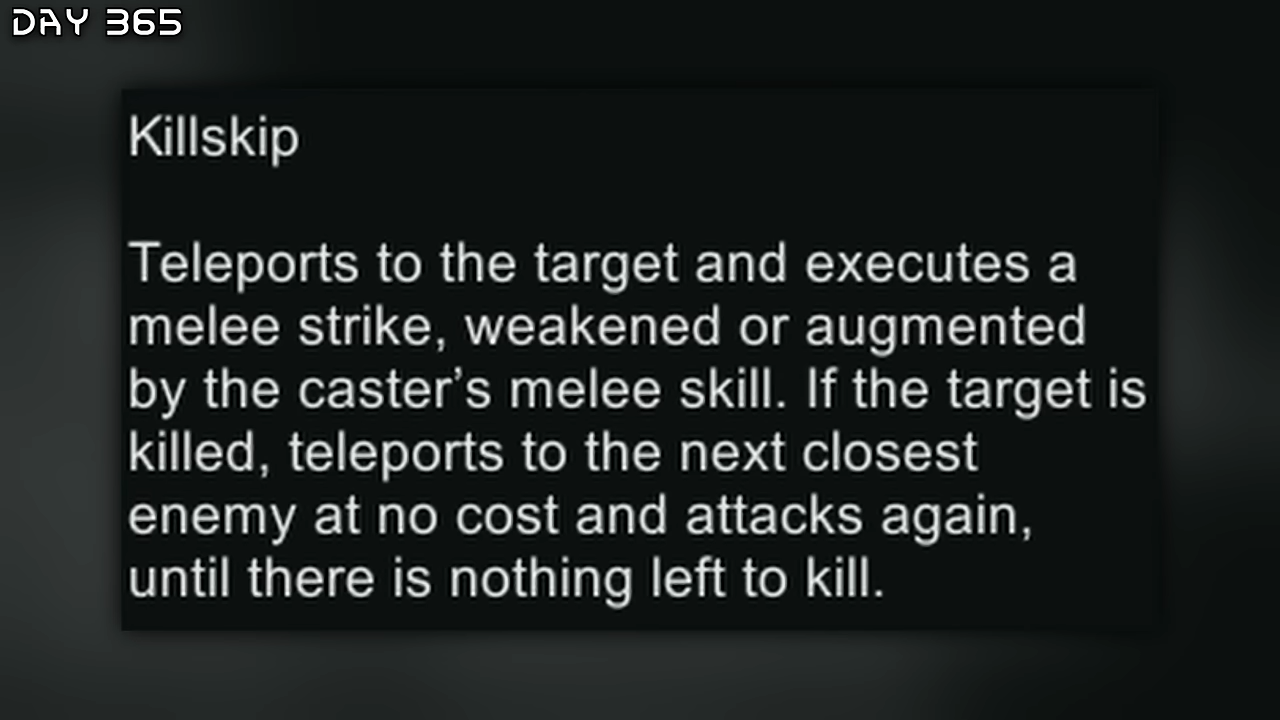 DAY 365
Killskip
Teleports to the target and executes a
melee strike, weakened or augmented
by the caster’s melee skill. If the target is
killed, teleports to the next closest
enemy at no cost and attacks again,
until there is nothing left to kill.